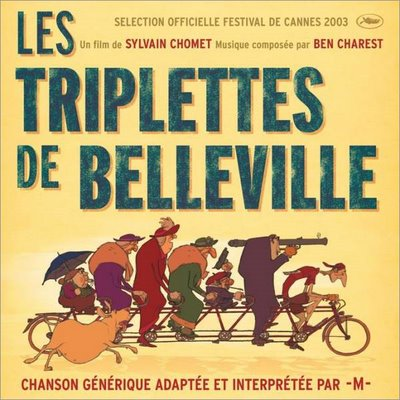 LES
SELECTION OFFICIELLE FESTIVAL DE CANNES 2003
Un film de SYLVAIN CHOMET Musique composée par BEN CHAREST
TRIPLETTES
DE BELLEVILLE
CHANSON GÉNÉRIQUE ADAPTÉE ET INTERPRÉTÉE PAR -M-